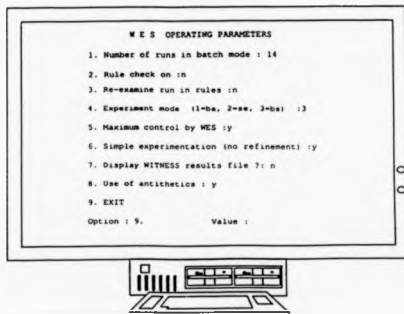 W E S OPERATING PARAMETERS
1. Number of runs in batch mode : 14
2. Rule check on :n
3. Re-examine run in rules :n
4. Experiment mode (1=ba, 2=se, 3=bs) :3
5. Maximum control by WES :y
6. Simple experimentation (no refinement) :y
7. Display WITNESS results file ?: n
8. Use of antithetics : y
9. EXIT
Option : 9. Value :